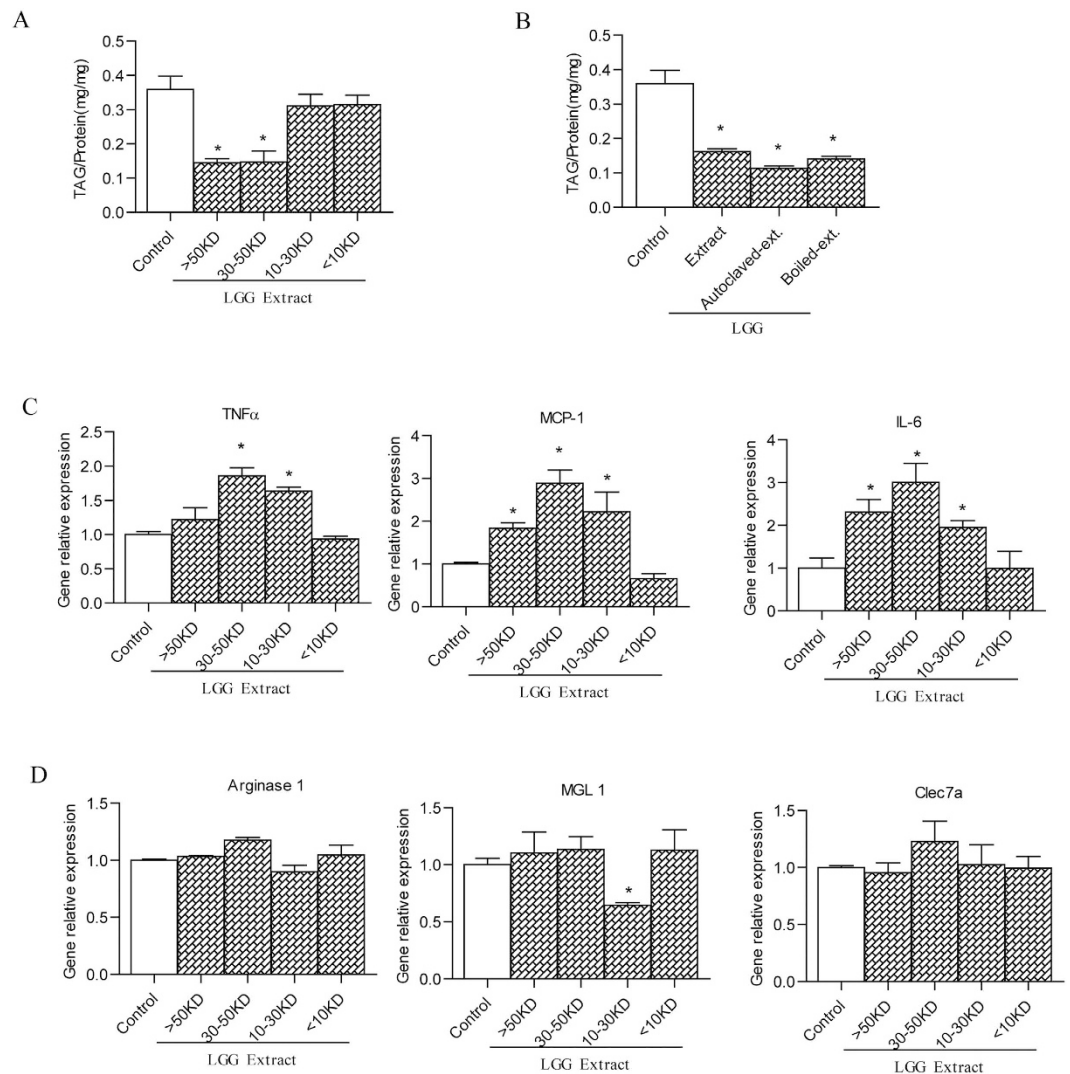 A
TAG/Protein(mg/mg)
0.5
0.4
0.3
0.2
0.1
0.0
* *
Control
>50KD
30-50KD
10-30KD
<10KD
LGG Extract
B
TAG/Protein(mg/mg)
0.5
0.4
0.3
0.2
0.1
0.0
* * *
Control
Extract
Autoclaved-ext.
Boiled-ext.
LGG
C
TNFα
Gene relative expression
2.5
2.0
1.5
1.0
0.5
0.0
* *
Control
>50KD
30-50KD
10-30KD
<10KD
LGG Extract
MCP-1
Gene relative expression
4
3
2
1
0
* * *
Control
>50KD
30-50KD
10-30KD
<10KD
LGG Extract
IL-6
Gene relative expression
4
3
2
1
0
* * *
Control
>50KD
30-50KD
10-30KD
<10KD
LGG Extract
D
Arginase 1
Gene relative expression
1.5
1.0
0.5
0.0
Control
>50KD
30-50KD
10-30KD
<10KD
LGG Extract
MGL 1
Gene relative expression
1.5
1.0
0.5
0.0
*
Control
>50KD
30-50KD
10-30KD
<10KD
LGG Extract
Clec7a
Gene relative expression
1.5
1.0
0.5
0.0
Control
>50KD
30-50KD
10-30KD
<10KD
LGG Extract